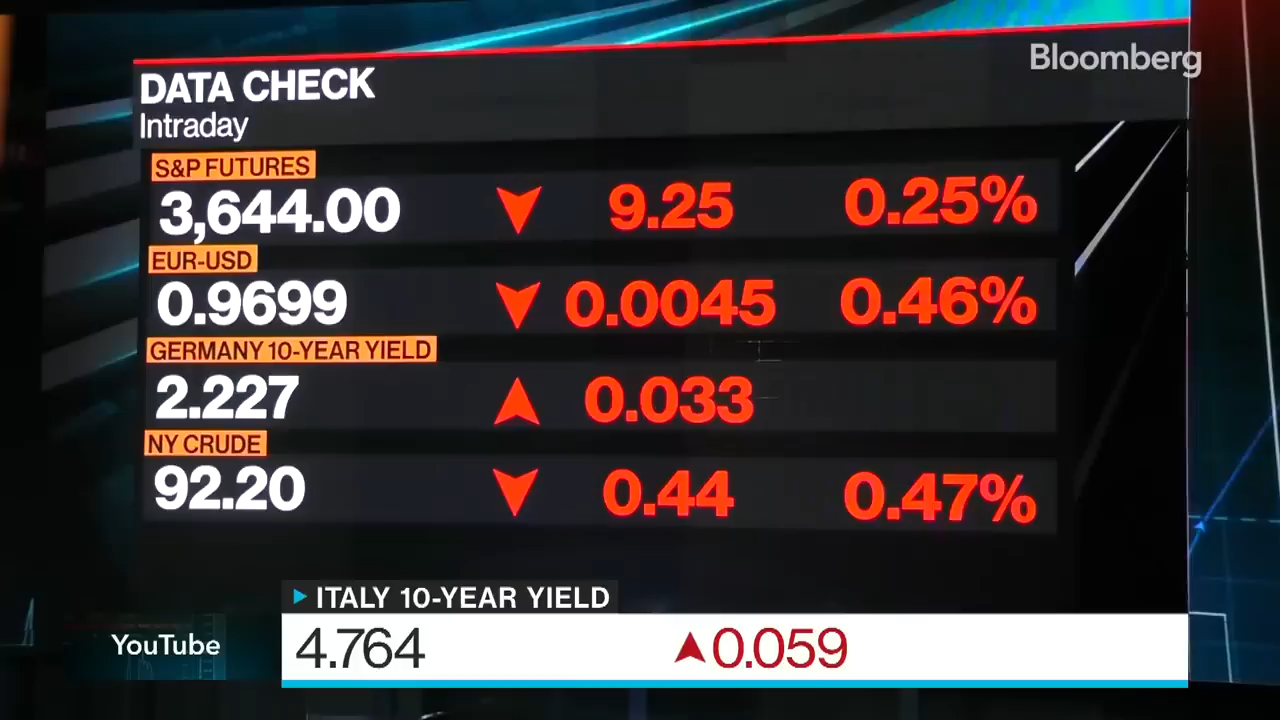 Bloomberg
DATA CHECK
Intraday
S&P FUTURES
3,644.00 ▼ 9.25 0.25%
EUR-USD
0.9699 ▼ 0.0045 0.46%
GERMANY 10-YEAR YIELD
2.227 ▲ 0.033
NY CRUDE
92.20 ▼ 0.44 0.47%
ITALY 10-YEAR YIELD
YouTube
4.764 ▲0.059